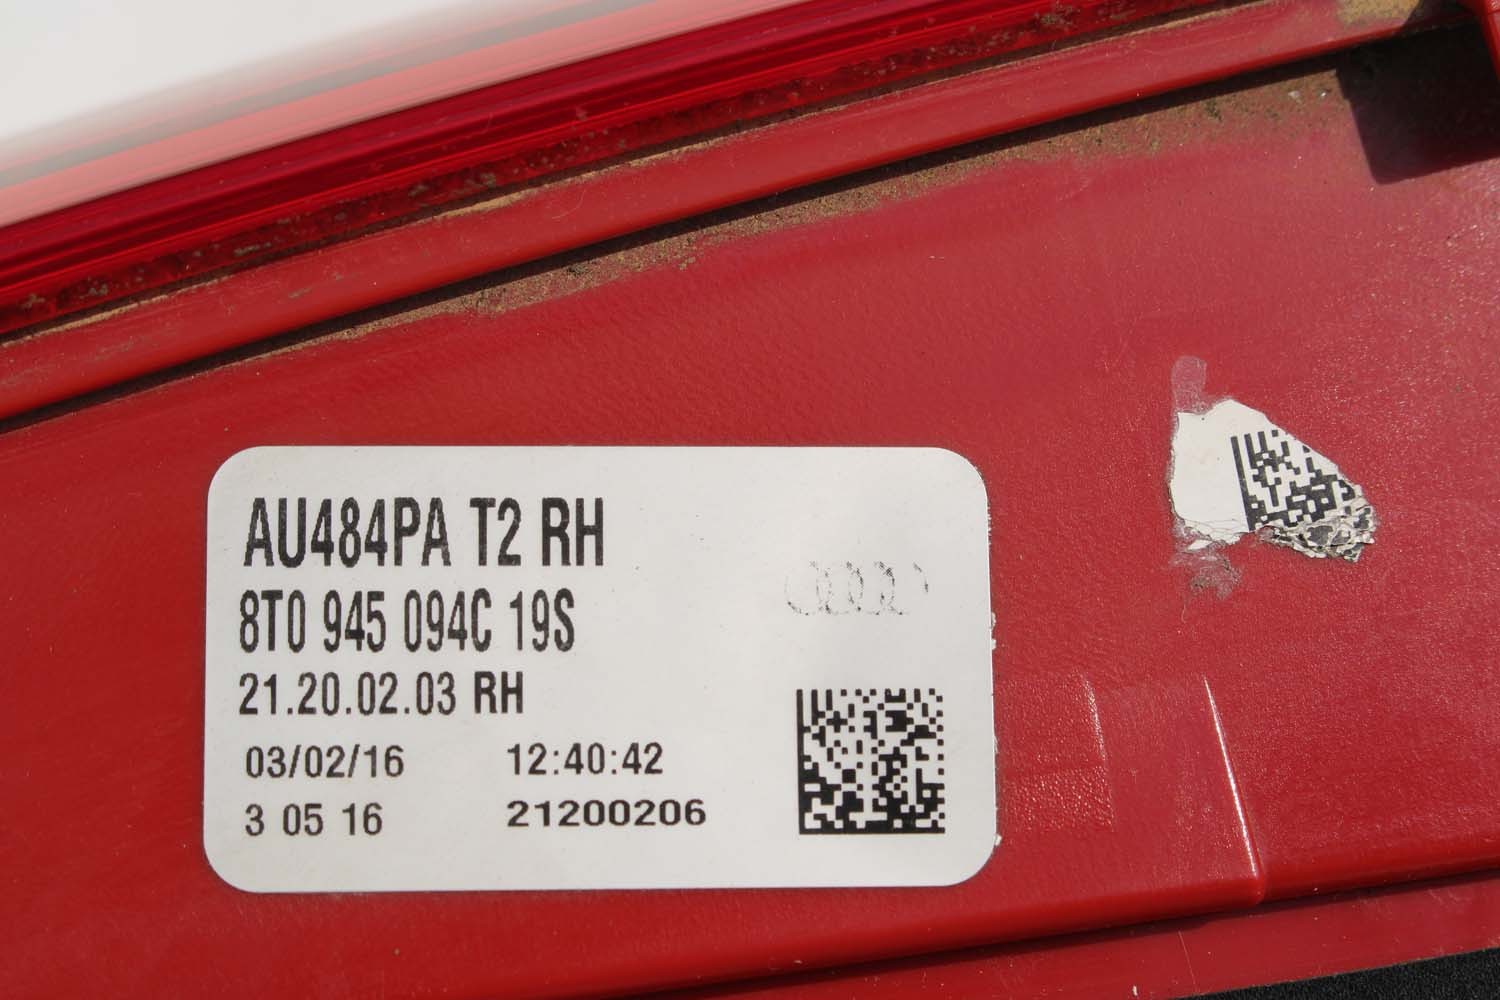 AU484PA T2 RH
8T0 945 094C 19S
21.20.02.03 RH
03/02/16 12:40:42
3 05 16 21200206